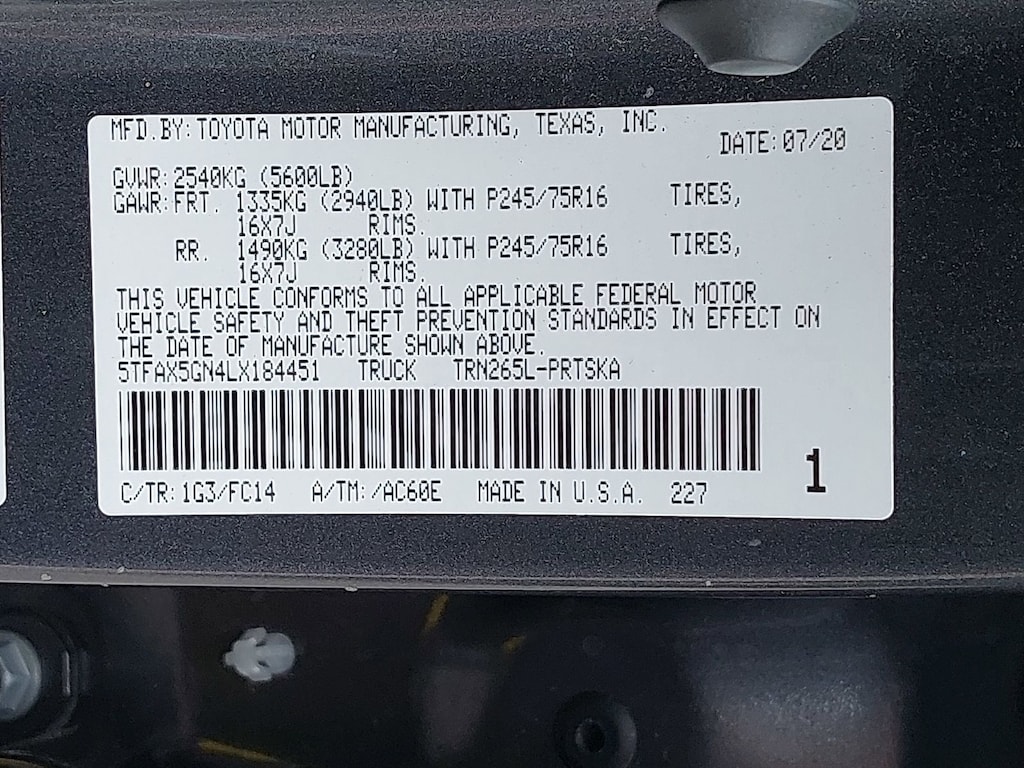 MFD.BY: TOYOTA MOTOR MANUFACTURING, TEXAS, INC.
DATE: 07/20
GVWR: 2540KG (5600LB)
GAWR: FRT. 1335KG (2940LB) WITH P245/75R16 TIRES,
16X7J RIMS.
RR. 1490KG (3280LB) WITH P245/75R16 TIRES,
16X7J RIMS.
THIS VEHICLE CONFORMS TO ALL APPLICABLE FEDERAL MOTOR
VEHICLE SAFETY AND THEFT PREVENTION STANDARDS IN EFFECT ON
THE DATE OF MANUFACTURE SHOWN ABOVE.
5TFAX5GN4LX184451 TRUCK TRN265L-PRTSKA
C/TR: 1G3/FC14 A/TM: /AC60E MADE IN U.S.A. 227
1